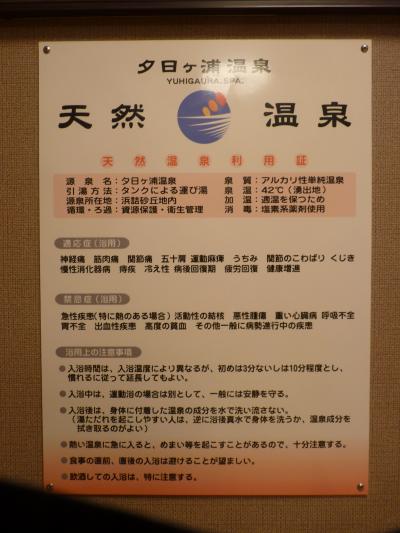 夕日ヶ浦温泉
YUHIGAURA.SPA.
天然 温泉
天然温泉利用証
源泉名：夕日ヶ浦温泉 泉質：アルカリ性単純温泉
引湯方法：タンクによる運び湯 泉温：42℃（湧出地）
源泉所在地：浜詰砂丘地内 加温：適温を保つため
循環・ろ過：資源保護・衛生管理 消毒：塩素系薬剤使用
適応症（浴用）
神経痛 筋肉痛 関節痛 五十肩 運動麻痺 うちみ 関節のこわばり くじき
慢性消化器病 痔疾 冷え性 病後回復期 疲労回復 健康増進
禁忌症（浴用）
急性疾患（特に熱のある場合）活動性の結核 悪性腫瘍 重い心臓病 呼吸不全
腎不全 出血性疾患 高度の貧血 その他一般に病勢進行中の疾患
浴用上の注意事項
●入浴時間は、入浴温度により異なるが、初めは3分ないしは10分程度とし、
慣れるに従って延長してもよい。
●入浴中は、運動浴の場合は別として、一般には安静を守る。
●入浴後は、身体に付着した温泉の成分を水で洗い流さない。
（湯ただれを起こしやすい人は、逆に浴後真水で身体を洗うか、温泉成分を
拭き取るのがよい）
●熱い温泉に急に入ると、めまい等を起こすことがあるので、十分注意する。
●食事の直前、直後の入浴は避けることが望ましい。
●飲酒しての入浴は、特に注意する。